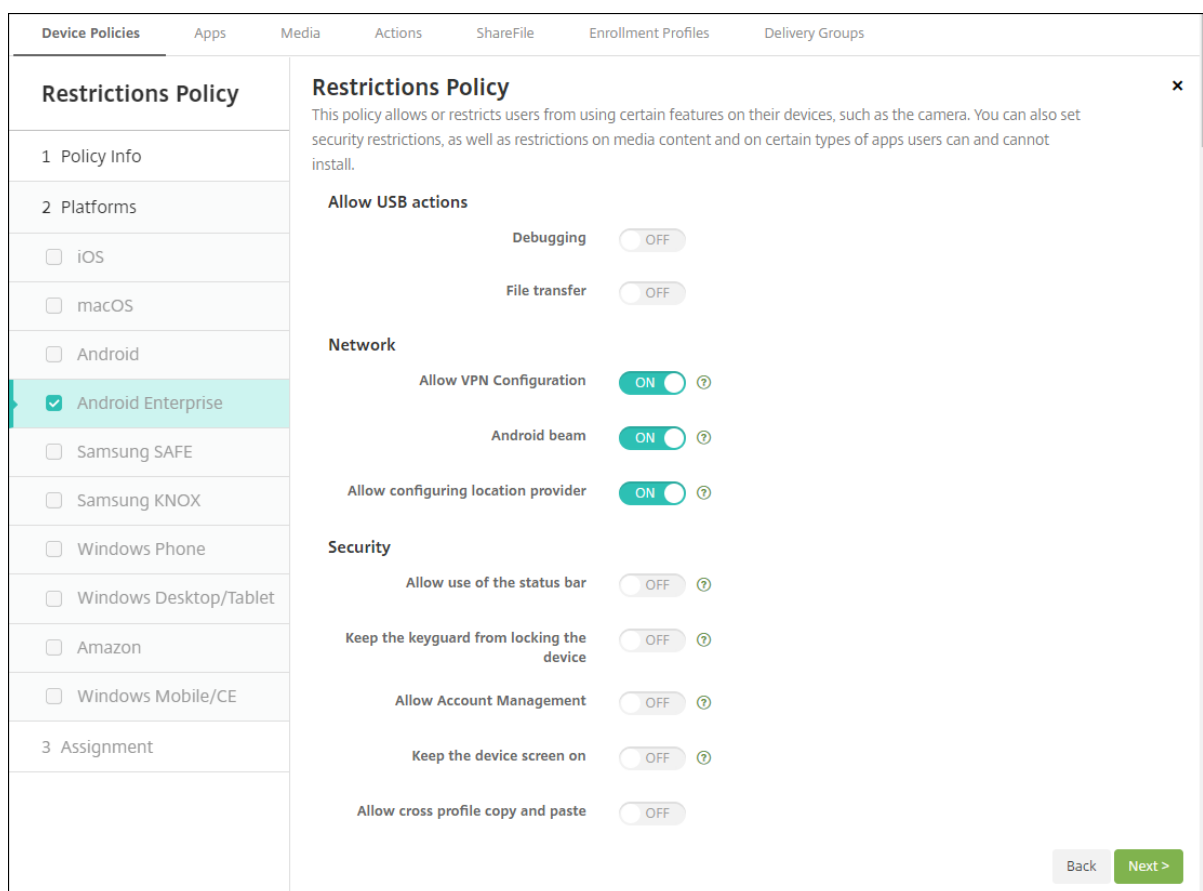 Device Policies Apps Media Actions ShareFile Enrollment Profiles Delivery Groups
Restrictions Policy
1 Policy Info
2 Platforms
iOS
macOS
Android
Android Enterprise
Samsung SAFE
Samsung KNOX
Windows Phone
Windows Desktop/Tablet
Amazon
Windows Mobile/CE
3 Assignment
Restrictions Policy
This policy allows or restricts users from using certain features on their devices, such as the camera. You can also set
security restrictions, as well as restrictions on media content and on certain types of apps users can and cannot
install.
Allow USB actions
Debugging OFF
File transfer OFF
Network
Allow VPN Configuration ON ?
Android beam ON ?
Allow configuring location provider ON ?
Security
Allow use of the status bar OFF ?
Keep the keyguard from locking the
device OFF ?
Allow Account Management OFF ?
Keep the device screen on OFF ?
Allow cross profile copy and paste OFF
Back Next >